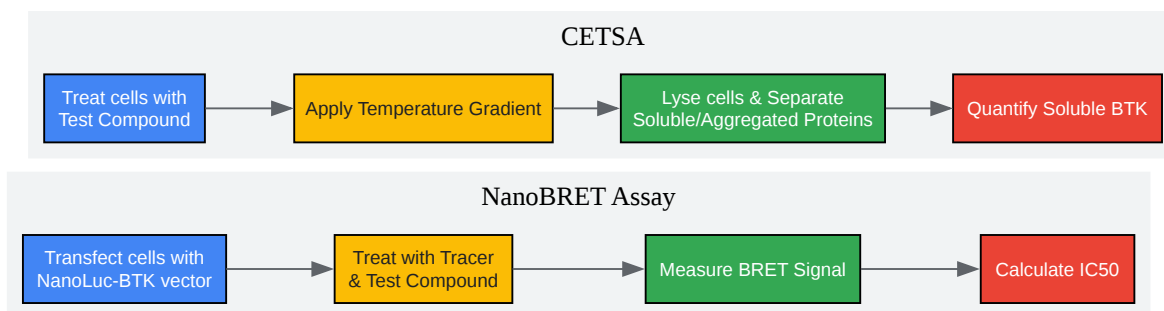 CETSA
Treat cells with
Test Compound
Apply Temperature Gradient
Lyse cells & Separate
Soluble/Aggregated Proteins
Quantify Soluble BTK
NanoBRET Assay
Transfect cells with
NanoLuc-BTK vector
Treat with Tracer
& Test Compound
Measure BRET Signal
Calculate IC50